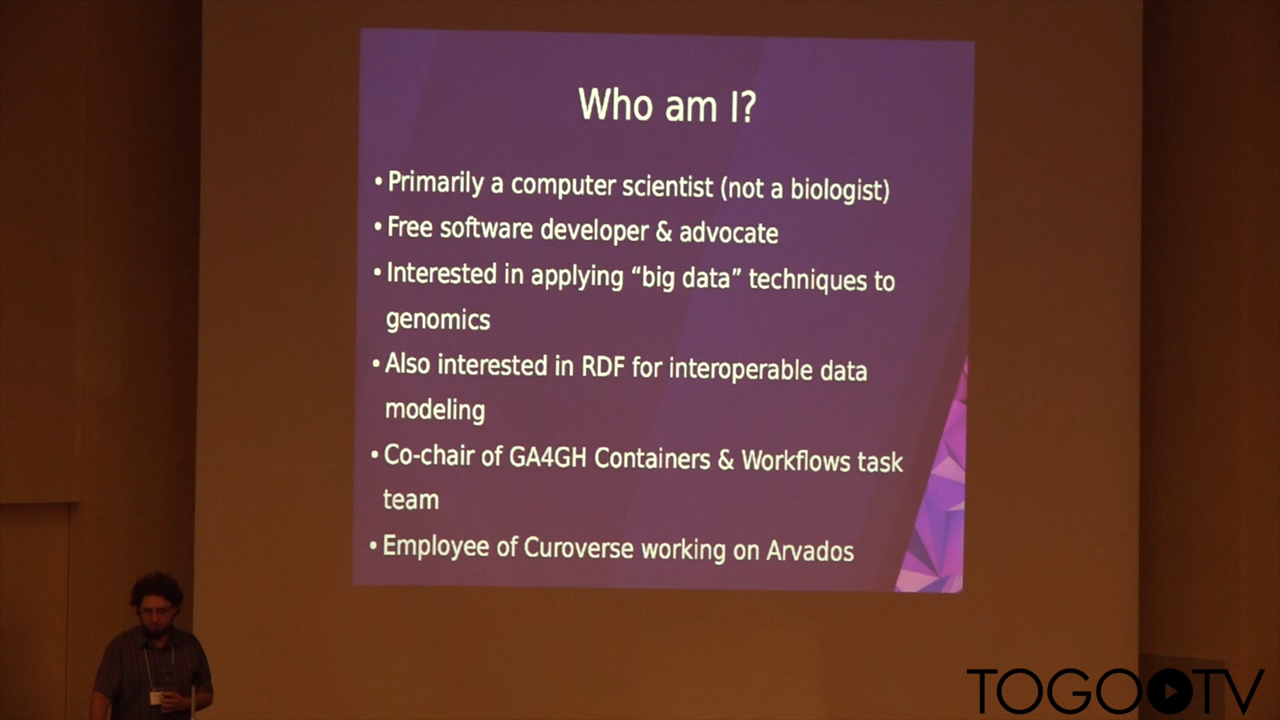 Who am I?
• Primarily a computer scientist (not a biologist)
• Free software developer & advocate
• Interested in applying “big data” techniques to
genomics
• Also interested in RDF for interoperable data
modeling
• Co-chair of GA4GH Containers & Workflows task
team
• Employee of Curoverse working on Arvados
TOGOTV